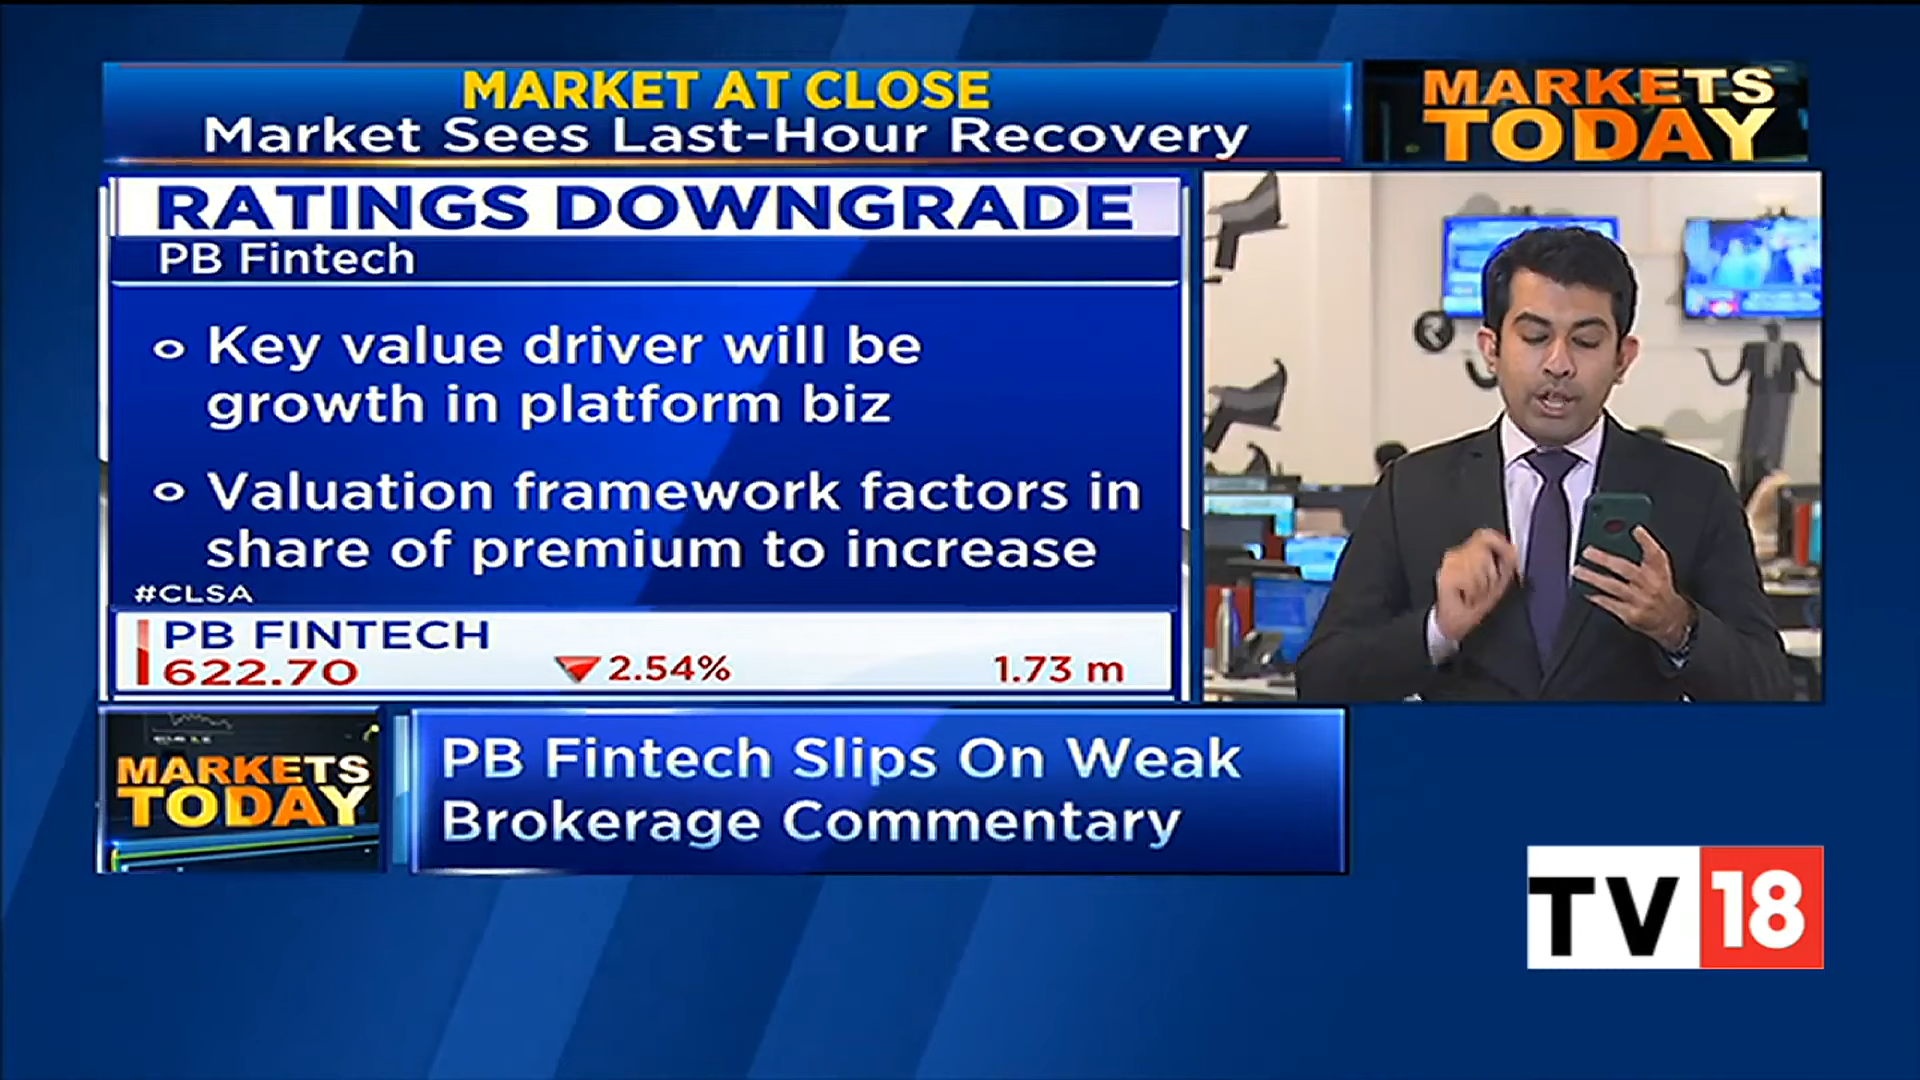 MARKET AT CLOSE
Market Sees Last-Hour Recovery
MARKETS
TODAY
RATINGS DOWNGRADE
PB Fintech
Key value driver will be
growth in platform biz
Valuation framework factors in
share of premium to increase
#CLSA
PB FINTECH
622.70 2.54% 1.73 m
MARKETS
TODAY
PB Fintech Slips On Weak
Brokerage Commentary
TV18